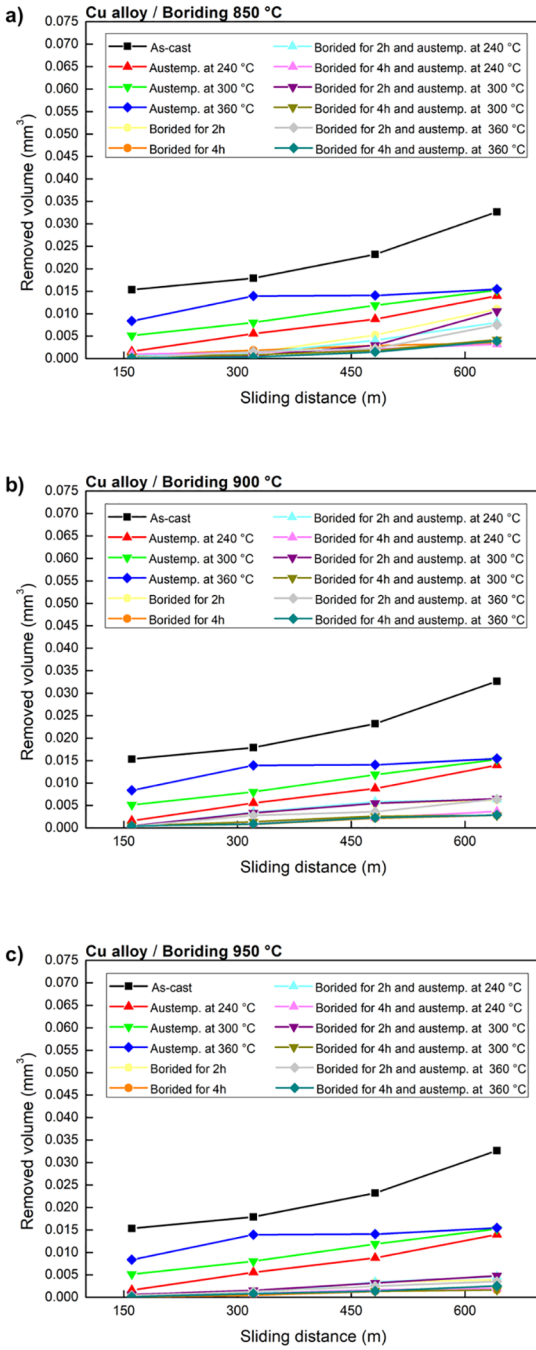 a)
Cu alloy / Boriding 850 °C
0.075
0.070
0.065
0.060
0.055
0.050
0.045
0.040
0.035
0.030
0.025
0.020
0.015
0.010
0.005
0.000
Removed volume (mm³)
As-cast
Austemp. at 240 °C
Austemp. at 300 °C
Austemp. at 360 °C
Borided for 2h
Borided for 4h
Borided for 2h and austemp. at 240 °C
Borided for 4h and austemp. at 240 °C
Borided for 2h and austemp. at 300 °C
Borided for 4h and austemp. at 300 °C
Borided for 2h and austemp. at 360 °C
Borided for 4h and austemp. at 360 °C
150 300 450 600
Sliding distance (m)
b)
Cu alloy / Boriding 900 °C
0.075
0.070
0.065
0.060
0.055
0.050
0.045
0.040
0.035
0.030
0.025
0.020
0.015
0.010
0.005
0.000
Removed volume (mm³)
As-cast
Austemp. at 240 °C
Austemp. at 300 °C
Austemp. at 360 °C
Borided for 2h
Borided for 4h
Borided for 2h and austemp. at 240 °C
Borided for 4h and austemp. at 240 °C
Borided for 2h and austemp. at 300 °C
Borided for 4h and austemp. at 300 °C
Borided for 2h and austemp. at 360 °C
Borided for 4h and austemp. at 360 °C
150 300 450 600
Sliding distance (m)
c)
Cu alloy / Boriding 950 °C
0.075
0.070
0.065
0.060
0.055
0.050
0.045
0.040
0.035
0.030
0.025
0.020
0.015
0.010
0.005
0.000
Removed volume (mm³)
As-cast
Austemp. at 240 °C
Austemp. at 300 °C
Austemp. at 360 °C
Borided for 2h
Borided for 4h
Borided for 2h and austemp. at 240 °C
Borided for 4h and austemp. at 240 °C
Borided for 2h and austemp. at 300 °C
Borided for 4h and austemp. at 300 °C
Borided for 2h and austemp. at 360 °C
Borided for 4h and austemp. at 360 °C
150 300 450 600
Sliding distance (m)